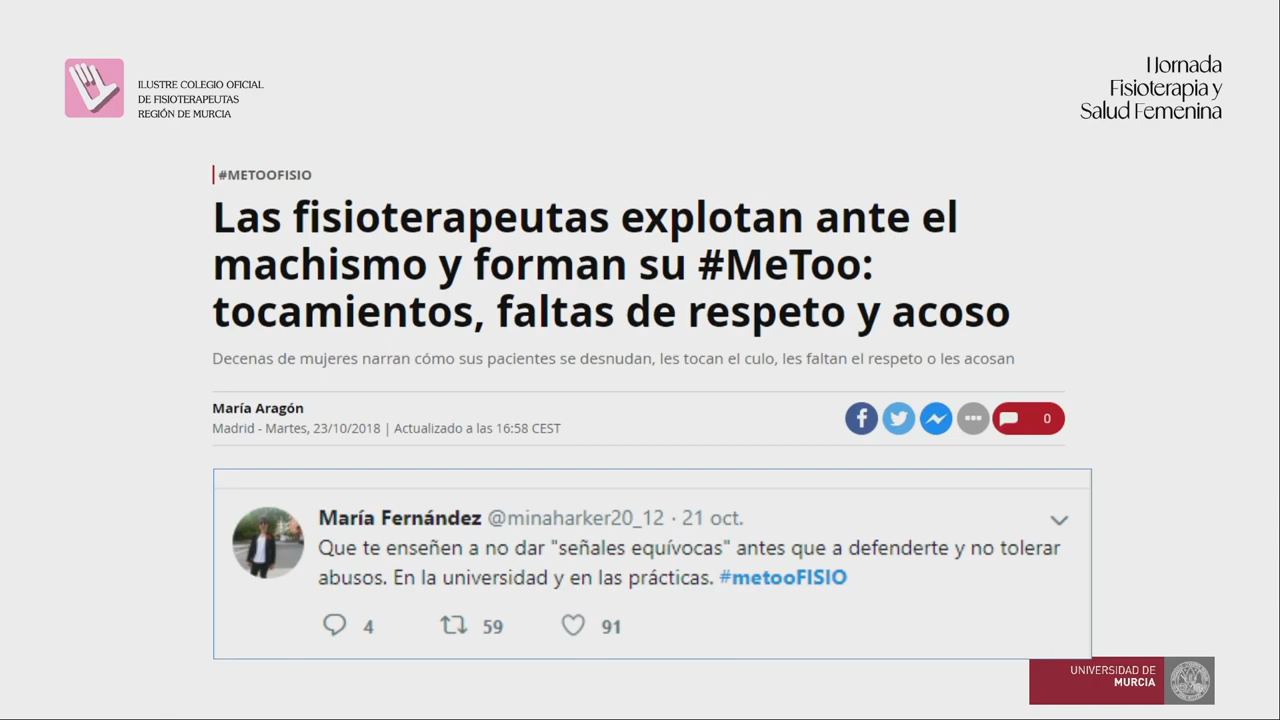 ILUSTRE COLEGIO OFICIAL
DE FISIOTERAPEUTAS
REGIÓN DE MURCIA
I Jornada
Fisioterapia y
Salud Femenina
#METOOFISIO
Las fisioterapeutas explotan ante el
machismo y forman su #MeToo:
tocamientos, faltas de respeto y acoso
Decenas de mujeres narran cómo sus pacientes se desnudan, les tocan el culo, les faltan el respeto o les acosan
María Aragón
Madrid - Martes, 23/10/2018 | Actualizado a las 16:58 CEST
0
María Fernández @minaharker20_12 · 21 oct.
Que te enseñen a no dar "señales equívocas" antes que a defenderte y no tolerar
abusos. En la universidad y en las prácticas. #metooFISIO
4 59 91
UNIVERSIDAD DE
MURCIA